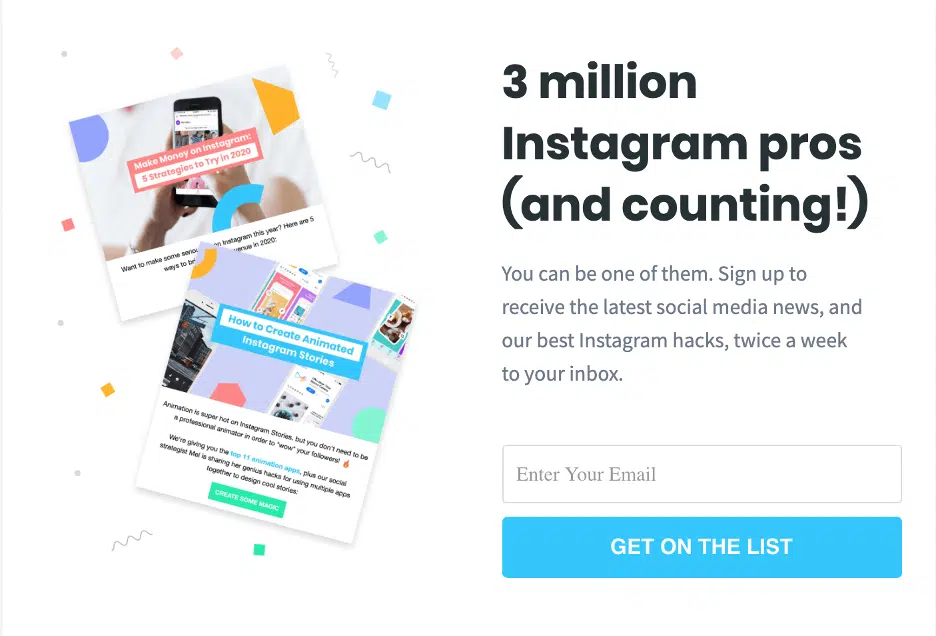 3 million
Instagram pros
(and counting!)
You can be one of them. Sign up to
receive the latest social media news, and
our best Instagram hacks, twice a week
to your inbox.
Enter Your Email
GET ON THE LIST
Make Money on Instagram:
5 Strategies to Try in 2020
Want to make some on Instagram this year? Here are 5
ways to in 2020:
How to Create Animated
Instagram Stories
Animation is super hot on Instagram Stories, but you don't need to be
a professional animator in order to "wow" your followers! 🔥
We're giving you the top 11 animation apps, plus our social
strategist Mel is sharing her genius hacks for using multiple apps
together to design cool stories:
CREATE SOME MAGIC